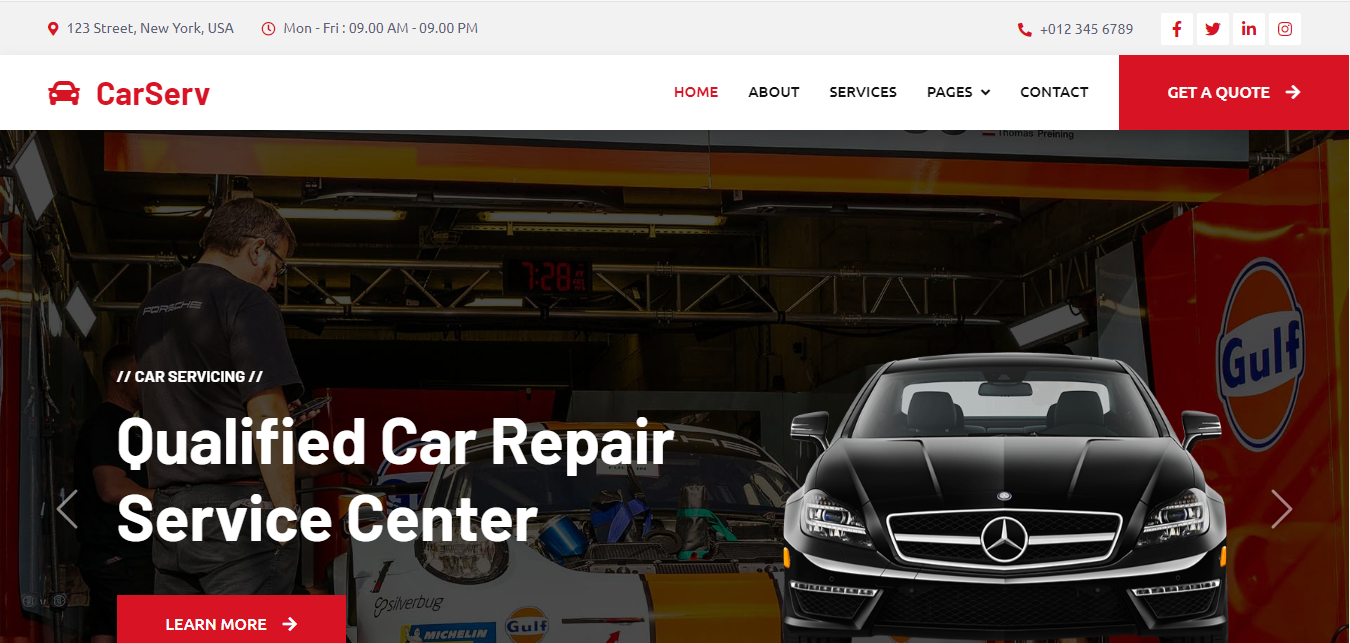 123 Street, New York, USA
Mon - Fri : 09.00 AM - 09.00 PM
+012 345 6789
CarServ
HOME
ABOUT
SERVICES
PAGES
CONTACT
GET A QUOTE
Thomas Preining
7:28
PORSCHE
Gulf
// CAR SERVICING //
Qualified Car Repair
Service Center
silverbug
MICHELIN
Gulf
LEARN MORE